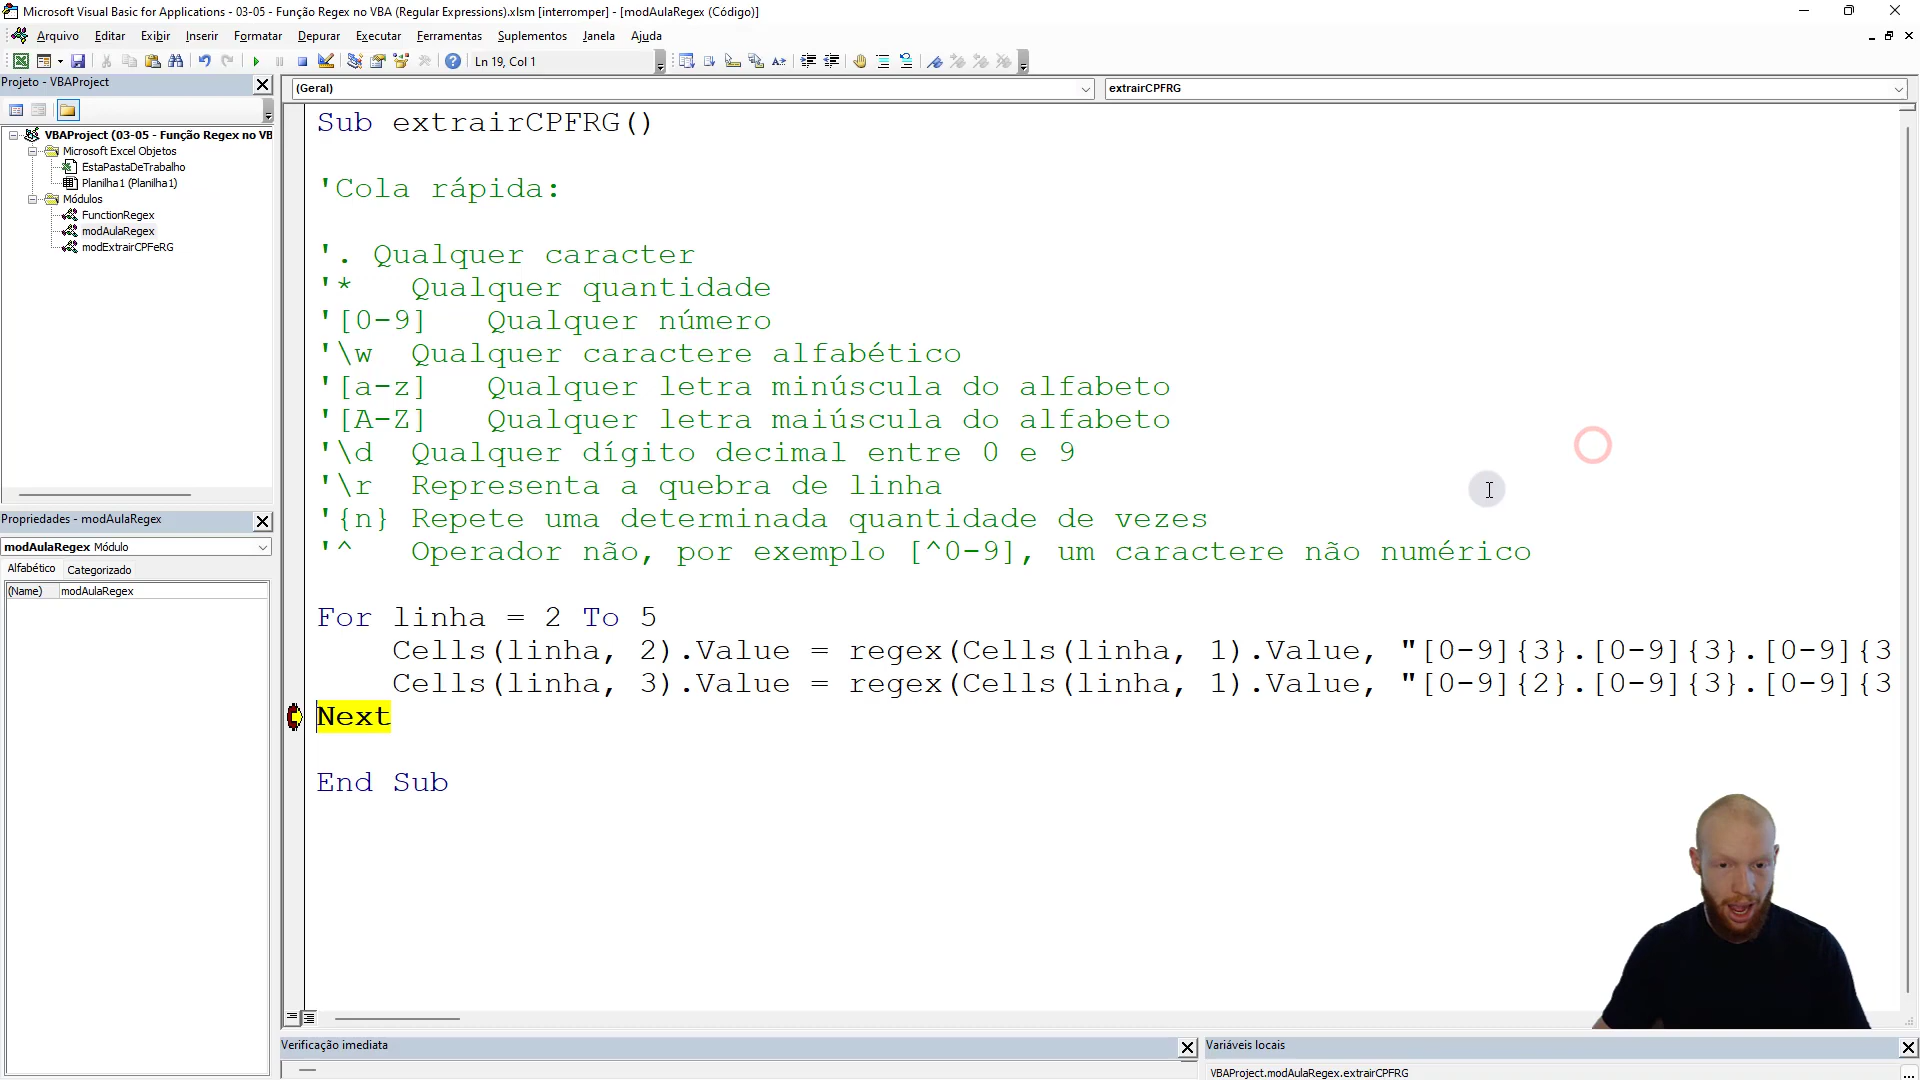 Microsoft Visual Basic for Applications - 03-05 - Função Regex no VBA (Regular Expressions).xlsm [interromper] - [modAulaRegex (Código)]
Arquivo Editar Exibir Inserir Formatar Depurar Executar Ferramentas Suplementos Janela Ajuda
Ln 19, Col 1
Projeto - VBAProject
VBAProject (03-05 - Função Regex no VB
Microsoft Excel Objetos
EstaPastaDeTrabalho
Planilha1 (Planilha1)
Módulos
FunctionRegex
modAulaRegex
modExtrairCPFeRG
Propriedades - modAulaRegex
modAulaRegex Módulo
Alfabético Categorizado
(Name) modAulaRegex
(Geral)
extrairCPFRG
Sub extrairCPFRG()
'Cola rápida:
'. Qualquer caracter
'* Qualquer quantidade
'[0-9] Qualquer número
'\w Qualquer caractere alfabético
'[a-z] Qualquer letra minúscula do alfabeto
'[A-Z] Qualquer letra maiúscula do alfabeto
'\d Qualquer dígito decimal entre 0 e 9
'\r Representa a quebra de linha
'{n} Repete uma determinada quantidade de vezes
'^ Operador não, por exemplo [^0-9], um caractere não numérico
For linha = 2 To 5
Cells(linha, 2).Value = regex(Cells(linha, 1).Value, "[0-9]{3}.[0-9]{3}.[0-9]{3
Cells(linha, 3).Value = regex(Cells(linha, 1).Value, "[0-9]{2}.[0-9]{3}.[0-9]{3
Next
End Sub
Verificação imediata
Variáveis locais
VBAProject.modAulaRegex.extrairCPFRG
...